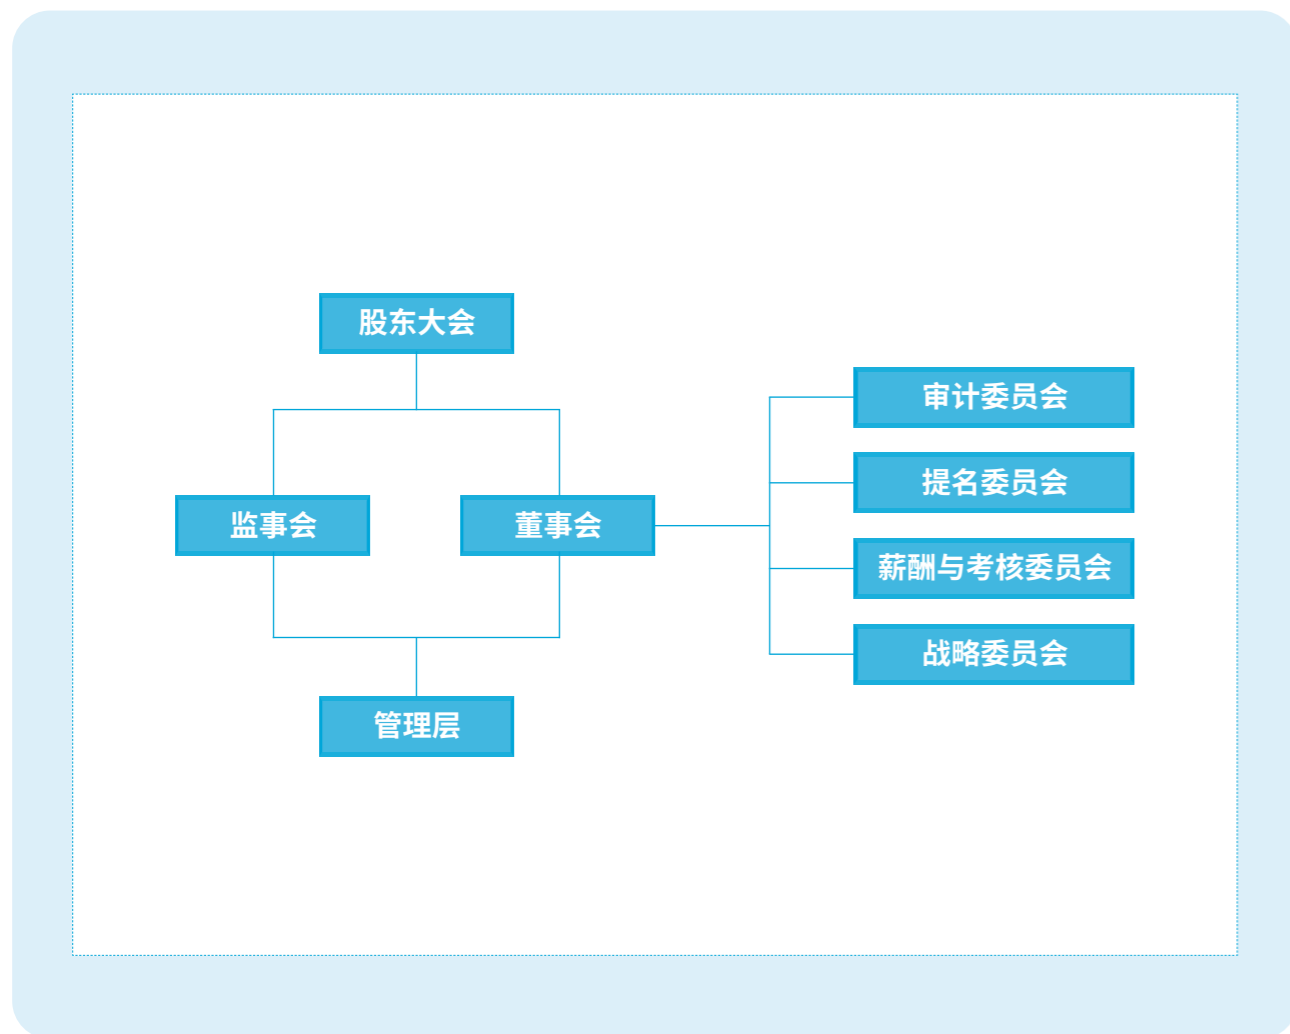 股东大会
监事会
董事会
管理层
审计委员会
提名委员会
薪酬与考核委员会
战略委员会